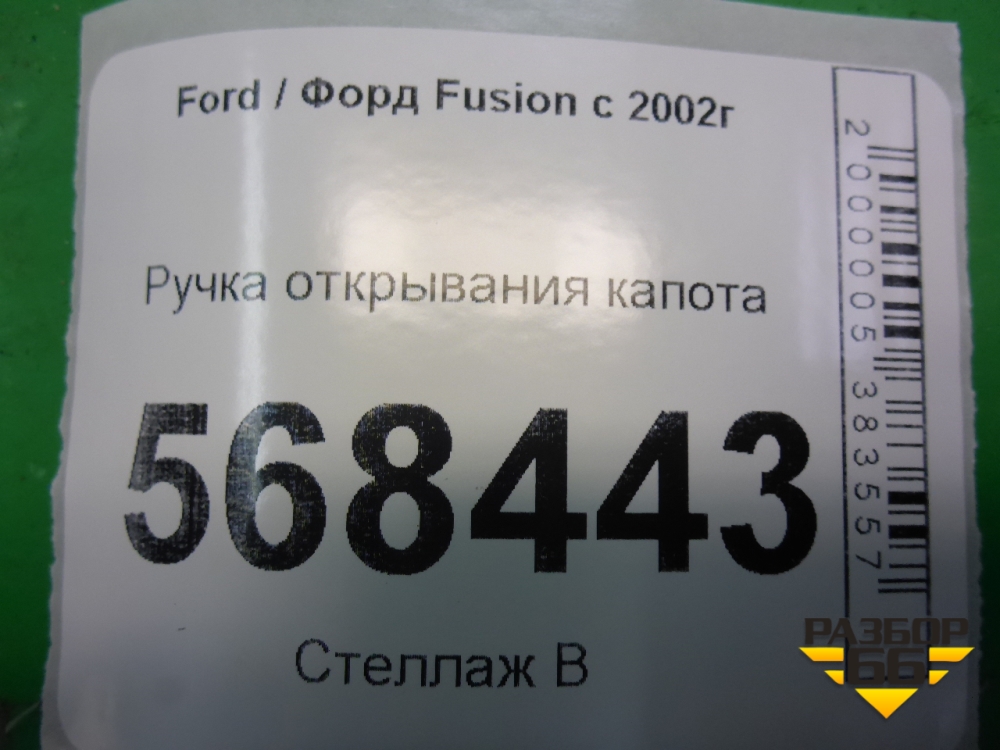 Ford / Форд Fusion с 2002г
Ручка открывания капота
568443
Стеллаж В
2000005383557
РАЗБОР
66